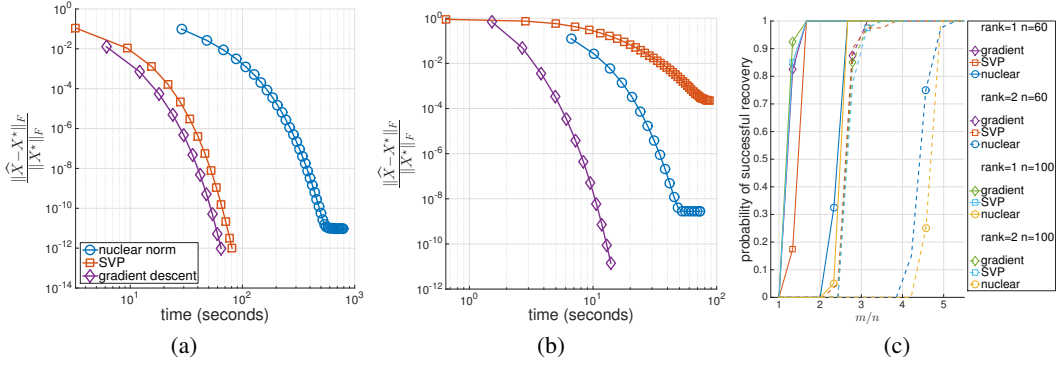 10^0
10^-2
10^-4
10^-6
10^-8
10^-10
10^-12
10^-14
‖X̂−X⋆‖_F
‖X⋆‖_F
nuclear norm
SVP
gradient descent
10^1 10^2 10^3
time (seconds)
(a)
10^0
10^-2
10^-4
10^-6
10^-8
10^-10
10^-12
‖X̂−X⋆‖_F
‖X⋆‖_F
10^0 10^1 10^2
time (seconds)
(b)
probability of successful recovery
1
0.9
0.8
0.7
0.6
0.5
0.4
0.3
0.2
0.1
0
1 2 3 4 5
m/n
rank=1 n=60
gradient
SVP
nuclear
rank=2 n=60
gradient
SVP
nuclear
rank=1 n=100
gradient
SVP
nuclear
rank=2 n=100
gradient
SVP
nuclear
(c)